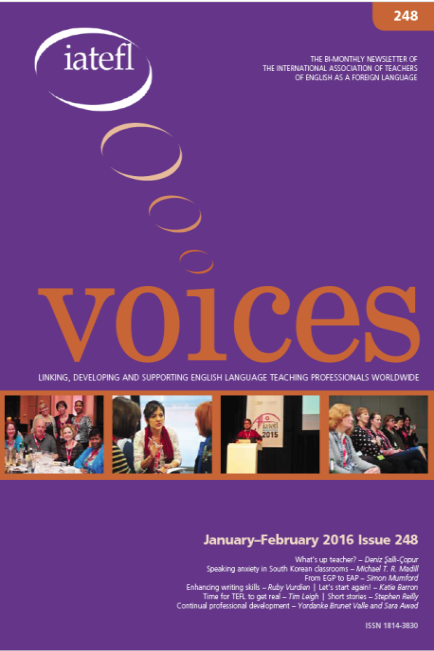 248
iatefl
THE BI-MONTHLY NEWSLETTER OF
THE INTERNATIONAL ASSOCIATION OF TEACHERS
OF ENGLISH AS A FOREIGN LANGUAGE
voices
LINKING, DEVELOPING AND SUPPORTING ENGLISH LANGUAGE TEACHING PROFESSIONALS WORLDWIDE
iatefl
2015
January–February 2016 Issue 248
What's up teacher? – Deniz Şallı-Çopur
Speaking anxiety in South Korean classrooms – Michael T. R. Madill
From EGP to EAP – Simon Mumford
Enhancing writing skills – Ruby Vurdien | Let's start again! – Katie Barron
Time for TEFL to get real – Tim Leigh | Short stories – Stephen Reilly
Continual professional development – Yordanke Brunet Valle and Sara Awad
ISSN 1814-3830